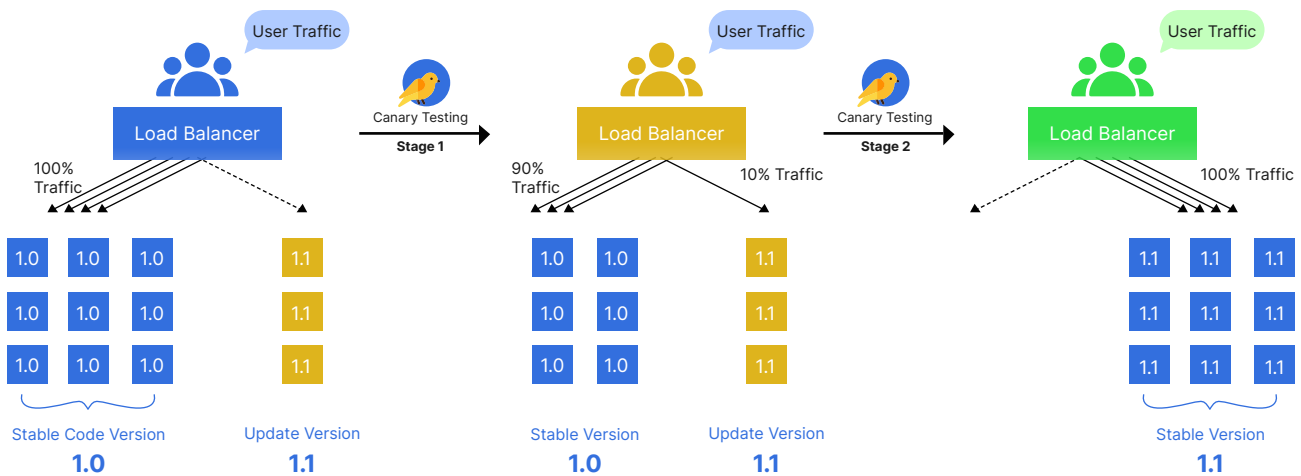 User Traffic
Load Balancer
100%
Traffic
1.0 1.0 1.0
1.0 1.0 1.0
1.0 1.0 1.0
Stable Code Version
1.0
1.1
1.1
1.1
Update Version
1.1
Canary Testing
Stage 1
User Traffic
Load Balancer
90%
Traffic
10% Traffic
1.0 1.0
1.0 1.0
1.0 1.0
Stable Version
1.0
1.1
1.1
1.1
Update Version
1.1
Canary Testing
Stage 2
User Traffic
Load Balancer
100% Traffic
1.1 1.1 1.1
1.1 1.1 1.1
1.1 1.1 1.1
Stable Version
1.1